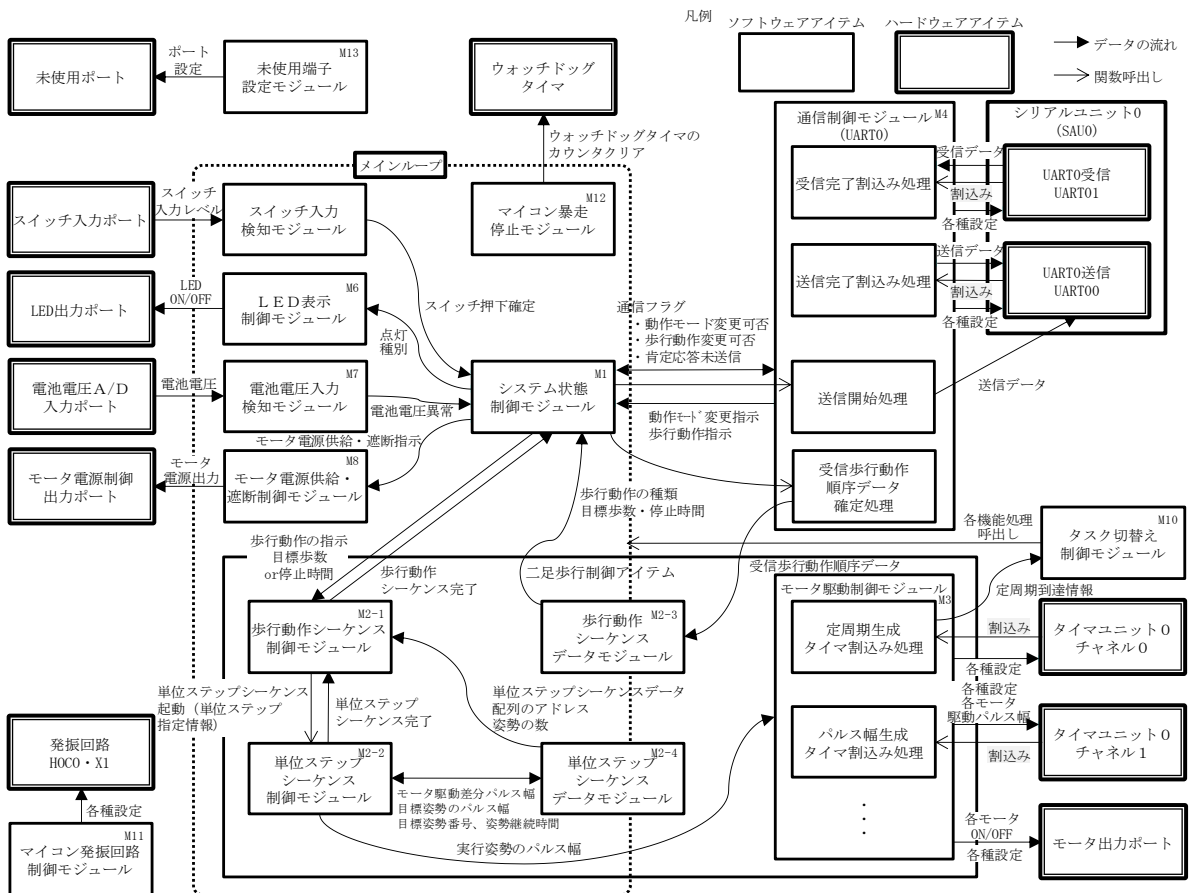 凡例
ソフトウェアアイテム
ハードウェアアイテム
データの流れ
関数呼出し
未使用ポート
ポート
設定
M13
未使用端子
設定モジュール
ウォッチドッグ
タイマ
ウォッチドッグタイマの
カウンタクリア
メインループ
M12
マイコン暴走
停止モジュール
スイッチ入力ポート
スイッチ
入力レベル
スイッチ入力
検知モジュール
スイッチ押下確定
LED出力ポート
LED
ON/OFF
M6
LED表示
制御モジュール
点灯
種別
電池電圧A/D
入力ポート
電池電圧
M7
電池電圧入力
検知モジュール
電池電圧異常
モータ電源供給・遮断指示
モータ電源制御
出力ポート
モータ
電源出力
M8
モータ電源供給・
遮断制御モジュール
M1
システム状態
制御モジュール
通信フラグ
・動作モード変更可否
・歩行動作変更可否
・肯定応答未送信
動作モード変更指示
歩行動作指示
通信制御モジュール
M4
(UART0)
受信完了割込み処理
送信完了割込み処理
送信開始処理
受信歩行動作
順序データ
確定処理
シリアルユニット0
(SAU0)
受信データ
割込み
各種設定
UART0受信
UART01
送信データ
割込み
各種設定
UART0送信
UART00
送信データ
歩行動作の種類
目標歩数・停止時間
各機能処理
呼出し
M10
タスク切替え
制御モジュール
定周期到達情報
歩行動作の指示
目標歩数
or停止時間
歩行動作
シーケンス完了
二足歩行制御アイテム
受信歩行動作順序データ
M2-1
歩行動作シーケンス
制御モジュール
M2-3
歩行動作
シーケンス
データモジュール
モータ駆動制御モジュール
M3
定周期生成
タイマ割込み処理
割込み
各種設定
タイマユニット0
チャネル0
単位ステップシーケンス
起動(単位ステップ
指定情報)
単位ステップ
シーケンス完了
単位ステップシーケンスデータ
配列のアドレス
姿勢の数
各種設定
各モータ
駆動パルス幅
パルス幅生成
タイマ割込み処理
割込み
タイマユニット0
チャネル1
発振回路
HOCO・X1
各種設定
M11
マイコン発振回路
制御モジュール
M2-2
単位ステップ
シーケンス
制御モジュール
M2-4
単位ステップ
シーケンス
データモジュール
モータ駆動差分パルス幅
目標姿勢のパルス幅
目標姿勢番号、姿勢継続時間
実行姿勢のパルス幅
各モータ
ON/OFF
各種設定
モータ出力ポート